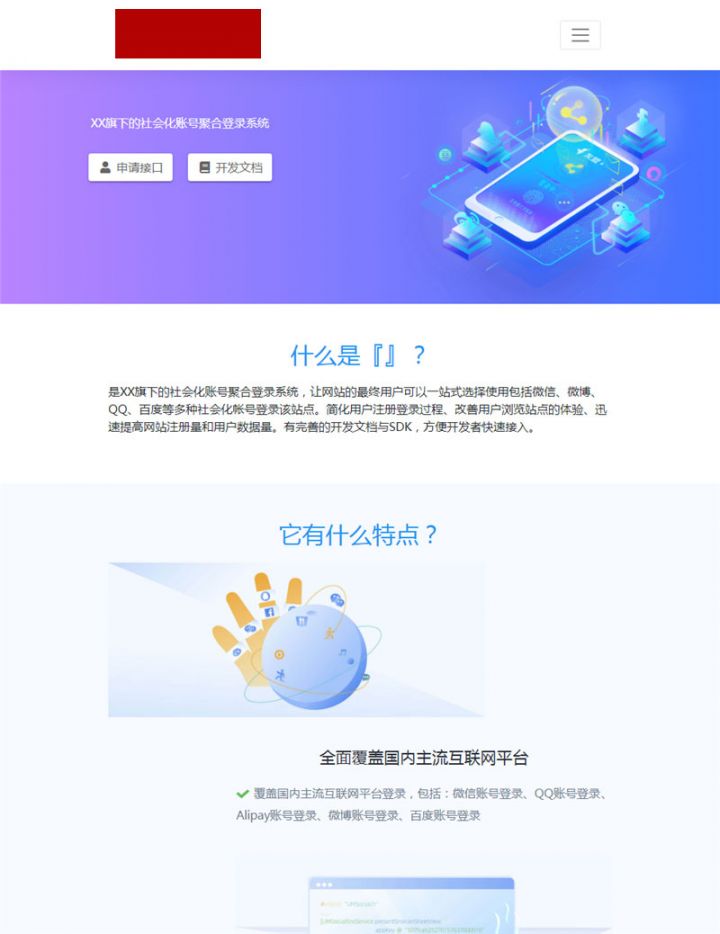 XX旗下的社会化账号聚合登录系统
申请接口
开发文档
什么是『』？
是XX旗下的社会化账号聚合登录系统，让网站的最终用户可以一站式选择使用包括微信、微博、
QQ、百度等多种社会化帐号登录该站点。简化用户注册登录过程、改善用户浏览站点的体验、迅
速提高网站注册量和用户数据量。有完善的开发文档与SDK，方便开发者快速接入。
它有什么特点？
全面覆盖国内主流互联网平台
覆盖国内主流互联网平台登录，包括：微信账号登录、QQ账号登录、
Alipay账号登录、微博账号登录、百度账号登录